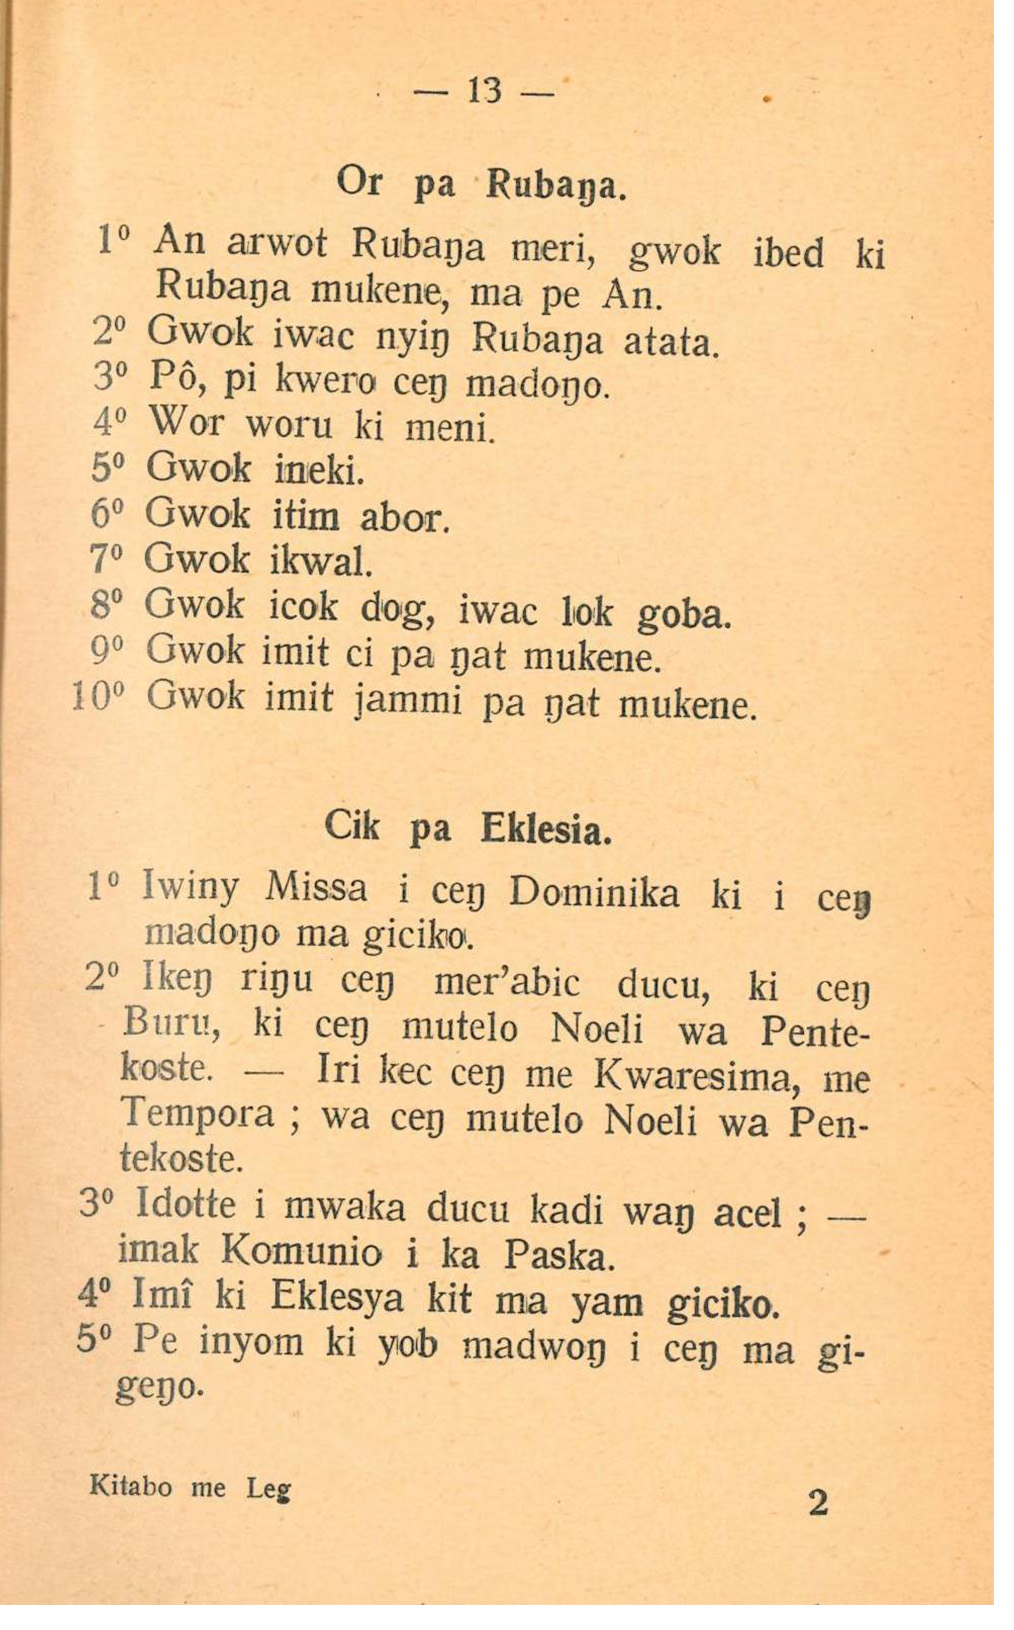 — 13 —
Or pa Rubaŋa.
1⁰ An arwot Rubaŋa meri, gwok ibed ki
Rubaŋa mukene, ma pe An.
2⁰ Gwok iwac nyiŋ Rubaŋa atata.
3⁰ Pô, pi kwero ceŋ madoŋo.
4⁰ Wor woru ki meni.
5⁰ Gwok ineki.
6⁰ Gwok itim abor.
7⁰ Gwok ikwal.
8⁰ Gwok icok dog, iwac lok goba.
9⁰ Gwok imit ci pa ŋat mukene.
10⁰ Gwok imit jammi pa ŋat mukene.
Cik pa Eklesia.
1⁰ Iwiny Missa i ceŋ Dominika ki i ceŋ
madoŋo ma giciko.
2⁰ Ikeŋ riŋu ceŋ mer'abic ducu, ki ceŋ
Buru, ki ceŋ mutelo Noeli wa Pente-
koste. — Iri kec ceŋ me Kwaresima, me
Tempora ; wa ceŋ mutelo Noeli wa Pen-
tekoste.
3⁰ Idotte i mwaka ducu kadi waŋ acel ; —
imak Komunio i ka Paska.
4⁰ Imî ki Eklesya kit ma yam giciko.
5⁰ Pe inyom ki yob madwoŋ i ceŋ ma gi-
geŋo.
Kitabo me Leg
2